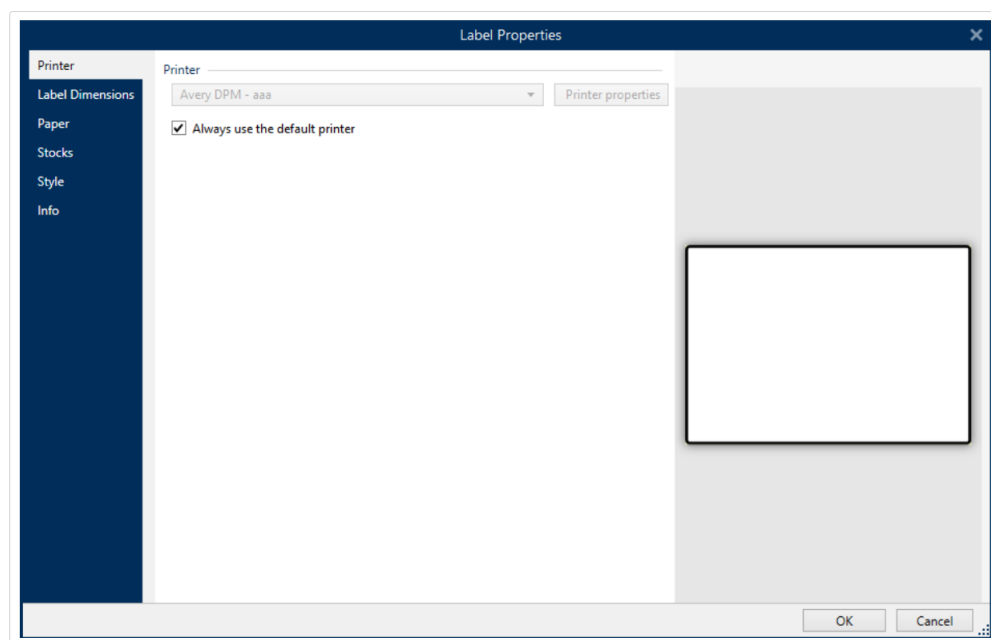 Label Properties
Printer
Label Dimensions
Paper
Stocks
Style
Info
Printer
Avery DPM - aaa
Printer properties
Always use the default printer
OK
Cancel